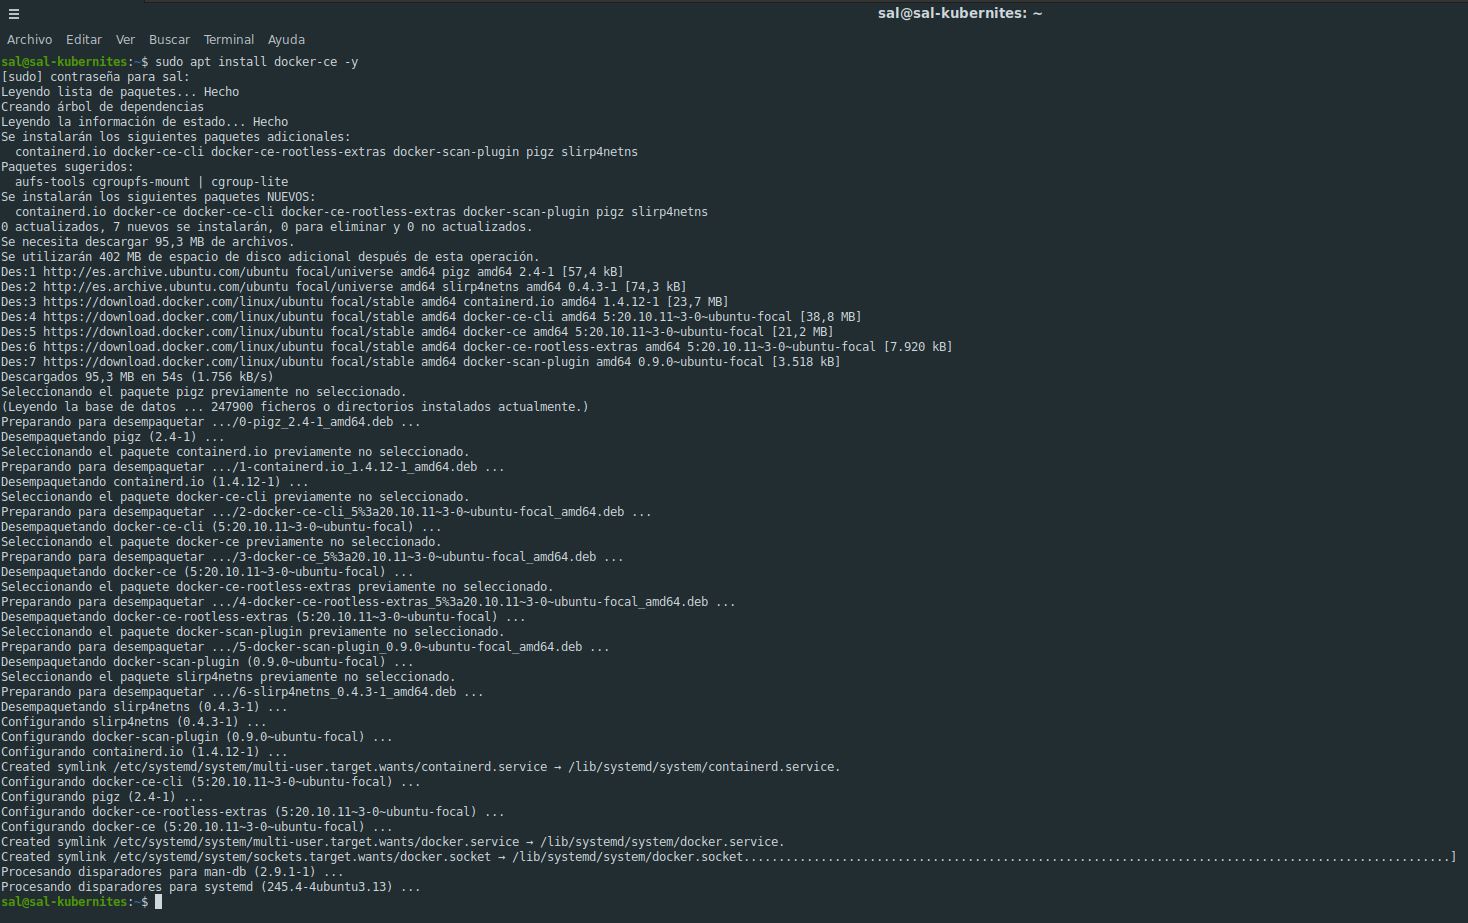 sal@sal-kubernites: ~
Archivo Editar Ver Buscar Terminal Ayuda
sal@sal-kubernites:~$ sudo apt install docker-ce -y
[sudo] contraseña para sal:
Leyendo lista de paquetes... Hecho
Creando árbol de dependencias
Leyendo la información de estado... Hecho
Se instalarán los siguientes paquetes adicionales:
  containerd.io docker-ce-cli docker-ce-rootless-extras docker-scan-plugin pigz slirp4netns
Paquetes sugeridos:
  aufs-tools cgroupfs-mount | cgroup-lite
Se instalarán los siguientes paquetes NUEVOS:
  containerd.io docker-ce docker-ce-cli docker-ce-rootless-extras docker-scan-plugin pigz slirp4netns
0 actualizados, 7 nuevos se instalarán, 0 para eliminar y 0 no actualizados.
Se necesita descargar 95,3 MB de archivos.
Se utilizarán 402 MB de espacio de disco adicional después de esta operación.
Des:1 http://es.archive.ubuntu.com/ubuntu focal/universe amd64 pigz amd64 2.4-1 [57,4 kB]
Des:2 http://es.archive.ubuntu.com/ubuntu focal/universe amd64 slirp4netns amd64 0.4.3-1 [74,3 kB]
Des:3 https://download.docker.com/linux/ubuntu focal/stable amd64 containerd.io amd64 1.4.12-1 [23,7 MB]
Des:4 https://download.docker.com/linux/ubuntu focal/stable amd64 docker-ce-cli amd64 5:20.10.11~3-0~ubuntu-focal [38,8 MB]
Des:5 https://download.docker.com/linux/ubuntu focal/stable amd64 docker-ce amd64 5:20.10.11~3-0~ubuntu-focal [21,2 MB]
Des:6 https://download.docker.com/linux/ubuntu focal/stable amd64 docker-ce-rootless-extras amd64 5:20.10.11~3-0~ubuntu-focal [7.920 kB]
Des:7 https://download.docker.com/linux/ubuntu focal/stable amd64 docker-scan-plugin amd64 0.9.0~ubuntu-focal [3.518 kB]
Descargados 95,3 MB en 54s (1.756 kB/s)
Seleccionando el paquete pigz previamente no seleccionado.
(Leyendo la base de datos ... 247900 ficheros o directorios instalados actualmente.)
Preparando para desempaquetar .../0-pigz_2.4-1_amd64.deb ...
Desempaquetando pigz (2.4-1) ...
Seleccionando el paquete containerd.io previamente no seleccionado.
Preparando para desempaquetar .../1-containerd.io_1.4.12-1_amd64.deb ...
Desempaquetando containerd.io (1.4.12-1) ...
Seleccionando el paquete docker-ce-cli previamente no seleccionado.
Preparando para desempaquetar .../2-docker-ce-cli_5%3a20.10.11~3-0~ubuntu-focal_amd64.deb ...
Desempaquetando docker-ce-cli (5:20.10.11~3-0~ubuntu-focal) ...
Seleccionando el paquete docker-ce previamente no seleccionado.
Preparando para desempaquetar .../3-docker-ce_5%3a20.10.11~3-0~ubuntu-focal_amd64.deb ...
Desempaquetando docker-ce (5:20.10.11~3-0~ubuntu-focal) ...
Seleccionando el paquete docker-ce-rootless-extras previamente no seleccionado.
Preparando para desempaquetar .../4-docker-ce-rootless-extras_5%3a20.10.11~3-0~ubuntu-focal_amd64.deb ...
Desempaquetando docker-ce-rootless-extras (5:20.10.11~3-0~ubuntu-focal) ...
Seleccionando el paquete docker-scan-plugin previamente no seleccionado.
Preparando para desempaquetar .../5-docker-scan-plugin_0.9.0~ubuntu-focal_amd64.deb ...
Desempaquetando docker-scan-plugin (0.9.0~ubuntu-focal) ...
Seleccionando el paquete slirp4netns previamente no seleccionado.
Preparando para desempaquetar .../6-slirp4netns_0.4.3-1_amd64.deb ...
Desempaquetando slirp4netns (0.4.3-1) ...
Configurando slirp4netns (0.4.3-1) ...
Configurando docker-scan-plugin (0.9.0~ubuntu-focal) ...
Configurando containerd.io (1.4.12-1) ...
Created symlink /etc/systemd/system/multi-user.target.wants/containerd.service → /lib/systemd/system/containerd.service.
Configurando docker-ce-cli (5:20.10.11~3-0~ubuntu-focal) ...
Configurando pigz (2.4-1) ...
Configurando docker-ce-rootless-extras (5:20.10.11~3-0~ubuntu-focal) ...
Configurando docker-ce (5:20.10.11~3-0~ubuntu-focal) ...
Created symlink /etc/systemd/system/multi-user.target.wants/docker.service → /lib/systemd/system/docker.service.
Created symlink /etc/systemd/system/sockets.target.wants/docker.socket → /lib/systemd/system/docker.socket.....................................................................................................]
Procesando disparadores para man-db (2.9.1-1) ...
Procesando disparadores para systemd (245.4-4ubuntu3.13) ...
sal@sal-kubernites:~$